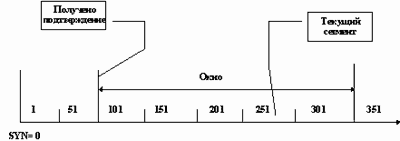 Получено
подтверждение
Текущий
сегмент
Окно
1 51 101 151 201 251 301 351
SYN= 0